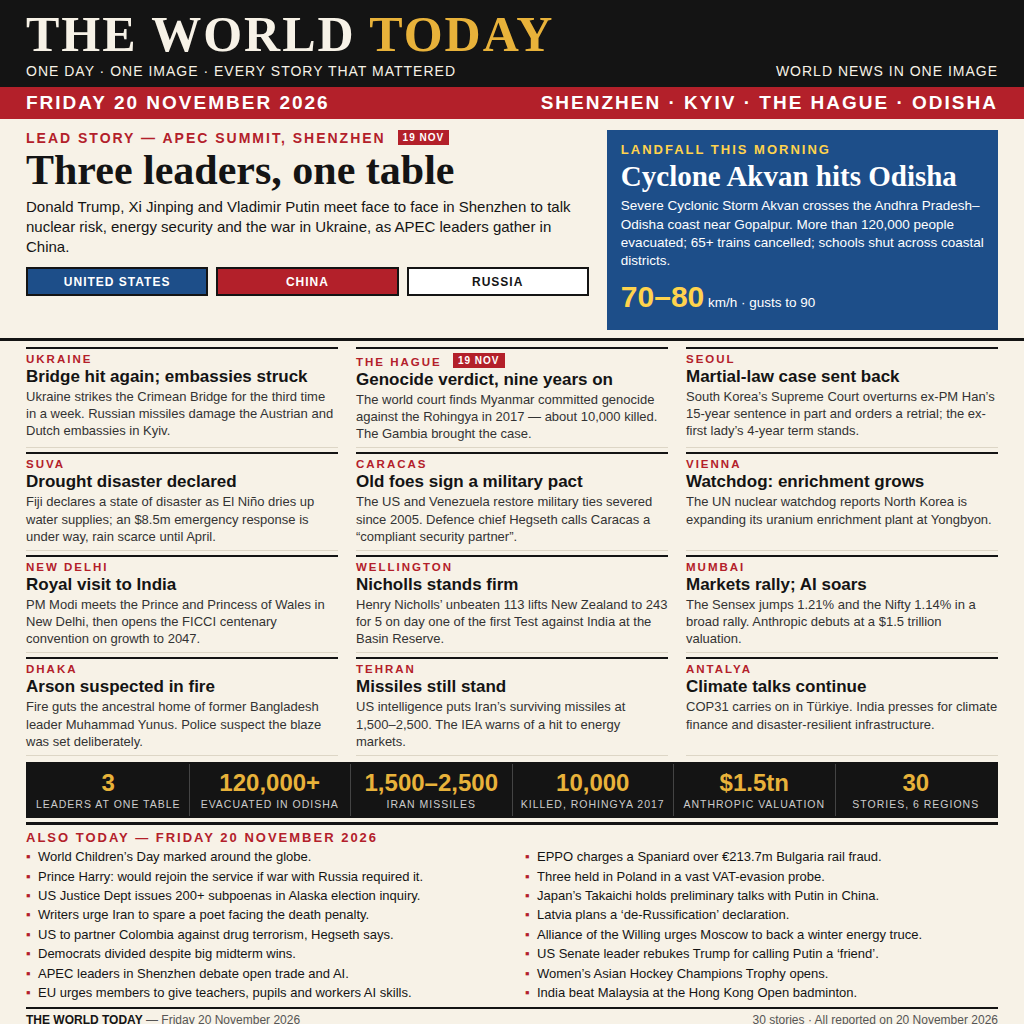 THE WORLD TODAY
ONE DAY · ONE IMAGE · EVERY STORY THAT MATTERED
WORLD NEWS IN ONE IMAGE
FRIDAY 20 NOVEMBER 2026
SHENZHEN · KYIV · THE HAGUE · ODISHA
LEAD STORY — APEC SUMMIT, SHENZHEN 19 NOV
Three leaders, one table
Donald Trump, Xi Jinping and Vladimir Putin meet face to face in Shenzhen to talk
nuclear risk, energy security and the war in Ukraine, as APEC leaders gather in
China.
UNITED STATES
CHINA
RUSSIA
LANDFALL THIS MORNING
Cyclone Akvan hits Odisha
Severe Cyclonic Storm Akvan crosses the Andhra Pradesh–
Odisha coast near Gopalpur. More than 120,000 people
evacuated; 65+ trains cancelled; schools shut across coastal
districts.
70–80 km/h · gusts to 90
UKRAINE
Bridge hit again; embassies struck
Ukraine strikes the Crimean Bridge for the third time
in a week. Russian missiles damage the Austrian and
Dutch embassies in Kyiv.
THE HAGUE 19 NOV
Genocide verdict, nine years on
The world court finds Myanmar committed genocide
against the Rohingya in 2017 — about 10,000 killed.
The Gambia brought the case.
SEOUL
Martial-law case sent back
South Korea’s Supreme Court overturns ex-PM Han’s
15-year sentence in part and orders a retrial; the ex-
first lady’s 4-year term stands.
SUVA
Drought disaster declared
Fiji declares a state of disaster as El Niño dries up
water supplies; an $8.5m emergency response is
under way, rain scarce until April.
CARACAS
Old foes sign a military pact
The US and Venezuela restore military ties severed
since 2005. Defence chief Hegseth calls Caracas a
“compliant security partner”.
VIENNA
Watchdog: enrichment grows
The UN nuclear watchdog reports North Korea is
expanding its uranium enrichment plant at Yongbyon.
NEW DELHI
Royal visit to India
PM Modi meets the Prince and Princess of Wales in
New Delhi, then opens the FICCI centenary
convention on growth to 2047.
WELLINGTON
Nicholls stands firm
Henry Nicholls’ unbeaten 113 lifts New Zealand to 243
for 5 on day one of the first Test against India at the
Basin Reserve.
MUMBAI
Markets rally; AI soars
The Sensex jumps 1.21% and the Nifty 1.14% in a
broad rally. Anthropic debuts at a $1.5 trillion
valuation.
DHAKA
Arson suspected in fire
Fire guts the ancestral home of former Bangladesh
leader Muhammad Yunus. Police suspect the blaze
was set deliberately.
TEHRAN
Missiles still stand
US intelligence puts Iran’s surviving missiles at
1,500–2,500. The IEA warns of a hit to energy
markets.
ANTALYA
Climate talks continue
COP31 carries on in Türkiye. India presses for climate
finance and disaster-resilient infrastructure.
3
LEADERS AT ONE TABLE
120,000+
EVACUATED IN ODISHA
1,500–2,500
IRAN MISSILES
10,000
KILLED, ROHINGYA 2017
$1.5tn
ANTHROPIC VALUATION
30
STORIES, 6 REGIONS
ALSO TODAY — FRIDAY 20 NOVEMBER 2026
▪ World Children’s Day marked around the globe.
▪ Prince Harry: would rejoin the service if war with Russia required it.
▪ US Justice Dept issues 200+ subpoenas in Alaska election inquiry.
▪ Writers urge Iran to spare a poet facing the death penalty.
▪ US to partner Colombia against drug terrorism, Hegseth says.
▪ Democrats divided despite big midterm wins.
▪ APEC leaders in Shenzhen debate open trade and AI.
▪ EU urges members to give teachers, pupils and workers AI skills.
▪ EPPO charges a Spaniard over €213.7m Bulgaria rail fraud.
▪ Three held in Poland in a vast VAT-evasion probe.
▪ Japan’s Takaichi holds preliminary talks with Putin in China.
▪ Latvia plans a ‘de-Russification’ declaration.
▪ Alliance of the Willing urges Moscow to back a winter energy truce.
▪ US Senate leader rebukes Trump for calling Putin a ‘friend’.
▪ Women’s Asian Hockey Champions Trophy opens.
▪ India beat Malaysia at the Hong Kong Open badminton.
THE WORLD TODAY — Friday 20 November 2026
30 stories · All reported on 20 November 2026